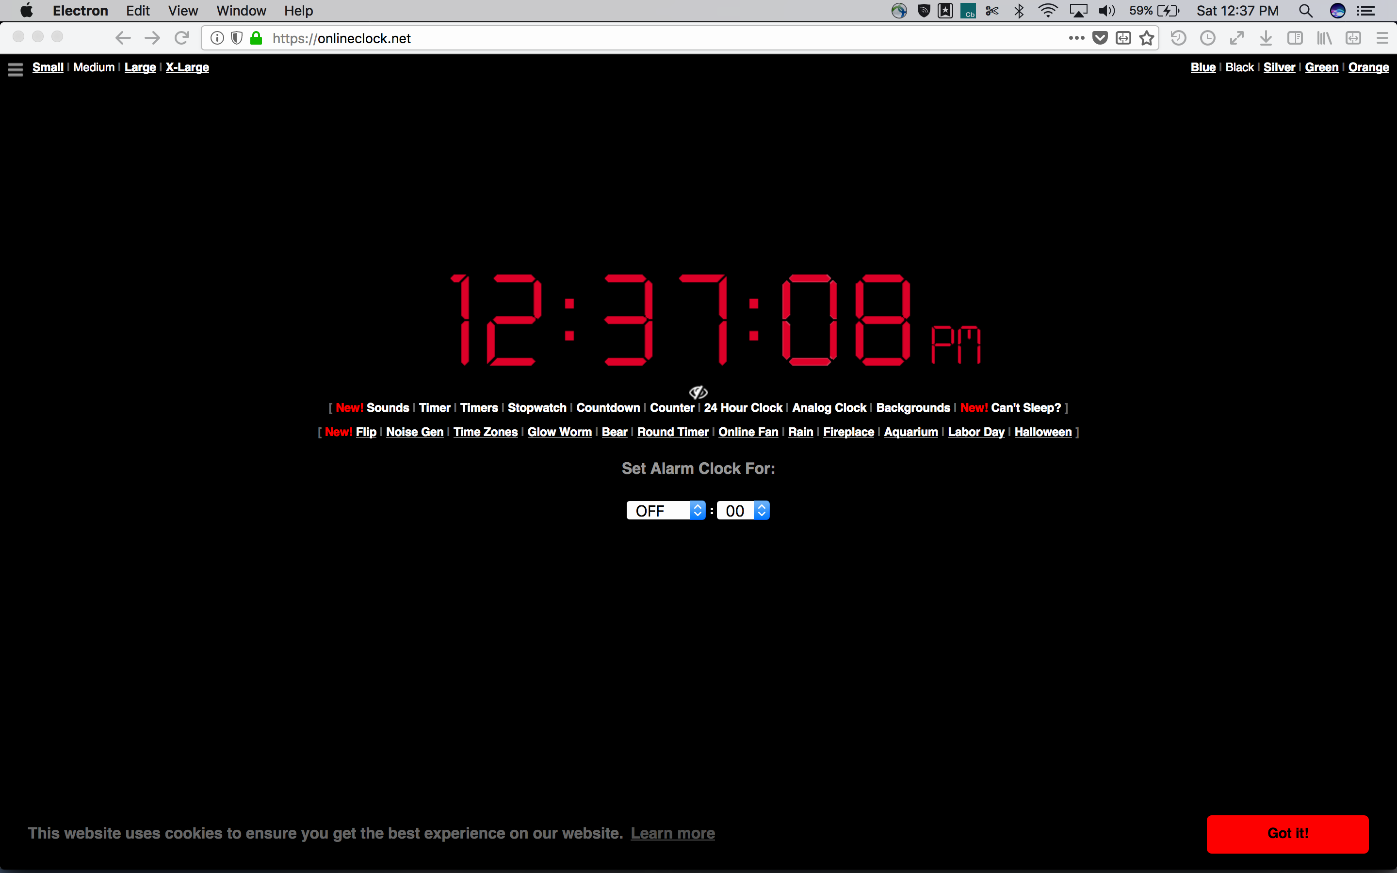 Electron Edit View Window Help 59% Sat 12:37 PM
https://onlineclock.net
Small | Medium | Large | X-Large Blue | Black | Silver | Green | Orange
12:37:08 PM
[ New! Sounds | Timer | Timers | Stopwatch | Countdown | Counter | 24 Hour Clock | Analog Clock | Backgrounds | New! Can't Sleep? ]
[ New! Flip | Noise Gen | Time Zones | Glow Worm | Bear | Round Timer | Online Fan | Rain | Fireplace | Aquarium | Labor Day | Halloween ]
Set Alarm Clock For:
OFF : 00
This website uses cookies to ensure you get the best experience on our website. Learn more Got it!